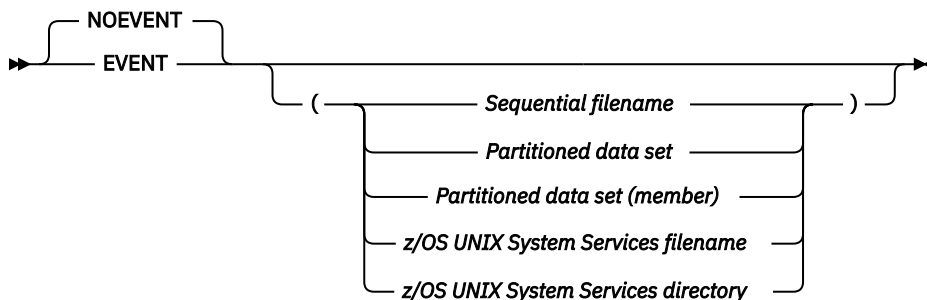 NOEVENT
EVENT
( Sequential filename )
Partitioned data set
Partitioned data set (member)
z/OS UNIX System Services filename
z/OS UNIX System Services directory